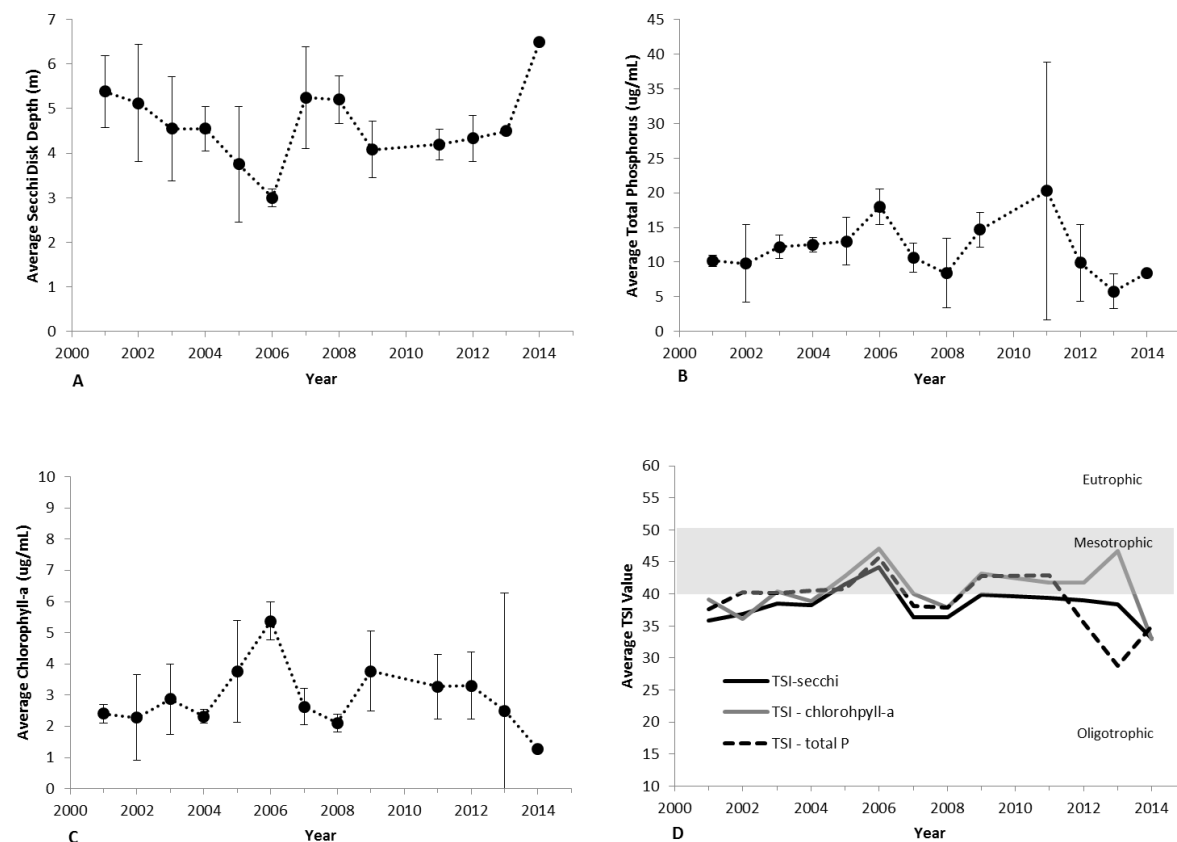 Average Secchi Disk Depth (m)
7
6
5
4
3
2
1
0
2000 2002 2004 2006 2008 2010 2012 2014
A
Year
Average Total Phosphorus (ug/mL)
45
40
35
30
25
20
15
10
5
0
2000 2002 2004 2006 2008 2010 2012 2014
B
Year
Average Chlorophyll-a (ug/mL)
10
9
8
7
6
5
4
3
2
1
0
2000 2002 2004 2006 2008 2010 2012 2014
C
Year
Average TSI Value
60
55
50
45
40
35
30
25
20
15
10
Eutrophic
Mesotrophic
Oligotrophic
TSI-secchi
TSI - chlorohpyll-a
TSI - total P
2000 2002 2004 2006 2008 2010 2012 2014
D
Year